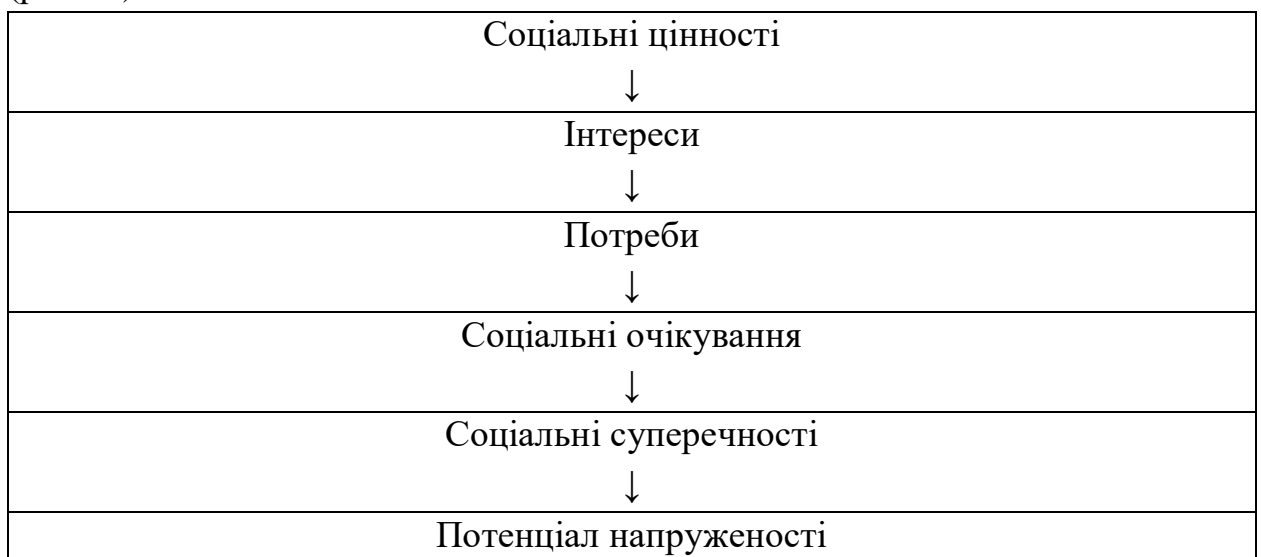 Соціальні цінності
↓
Інтереси
↓
Потреби
↓
Соціальні очікування
↓
Соціальні суперечності
↓
Потенціал напруженості